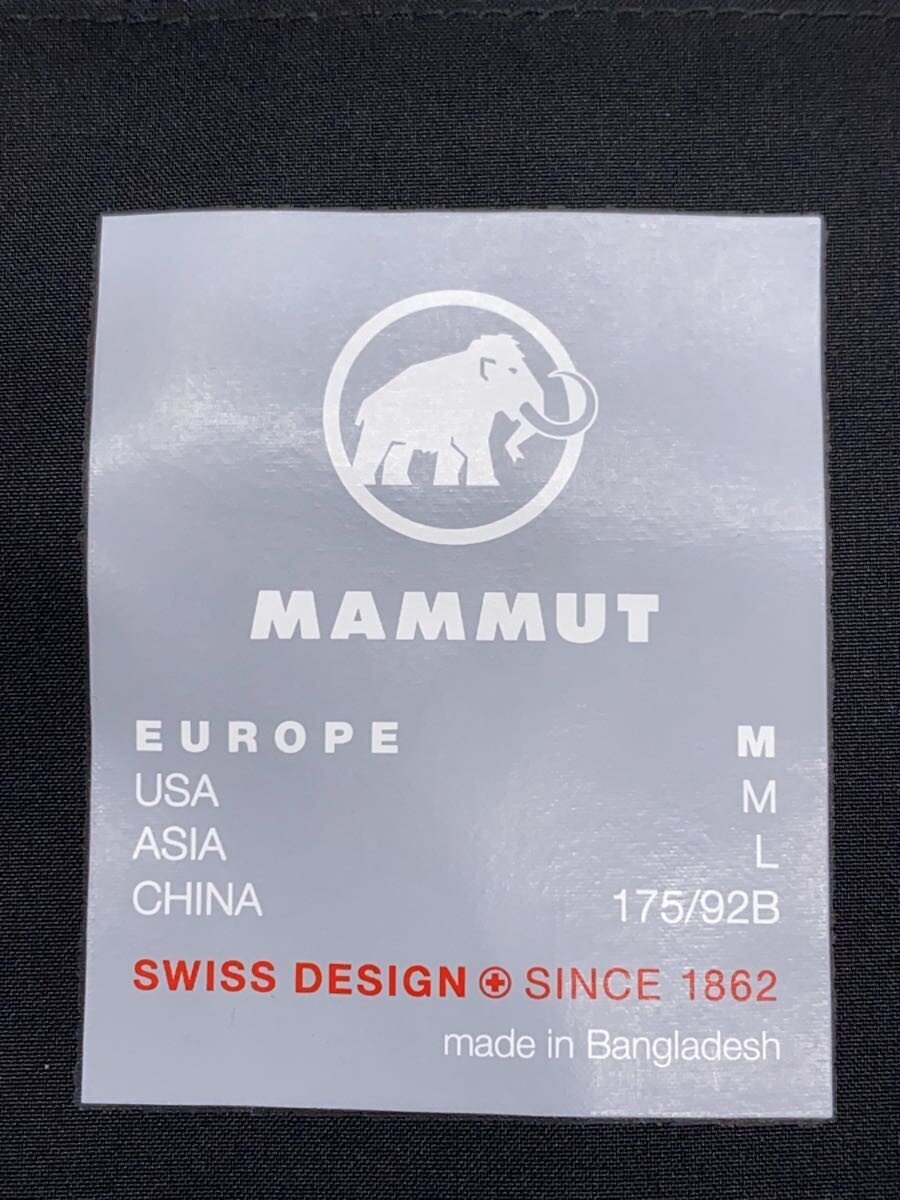 MAMMUT
EUROPE M
USA M
ASIA L
CHINA 175/92B
SWISS DESIGN SINCE 1862
made in Bangladesh